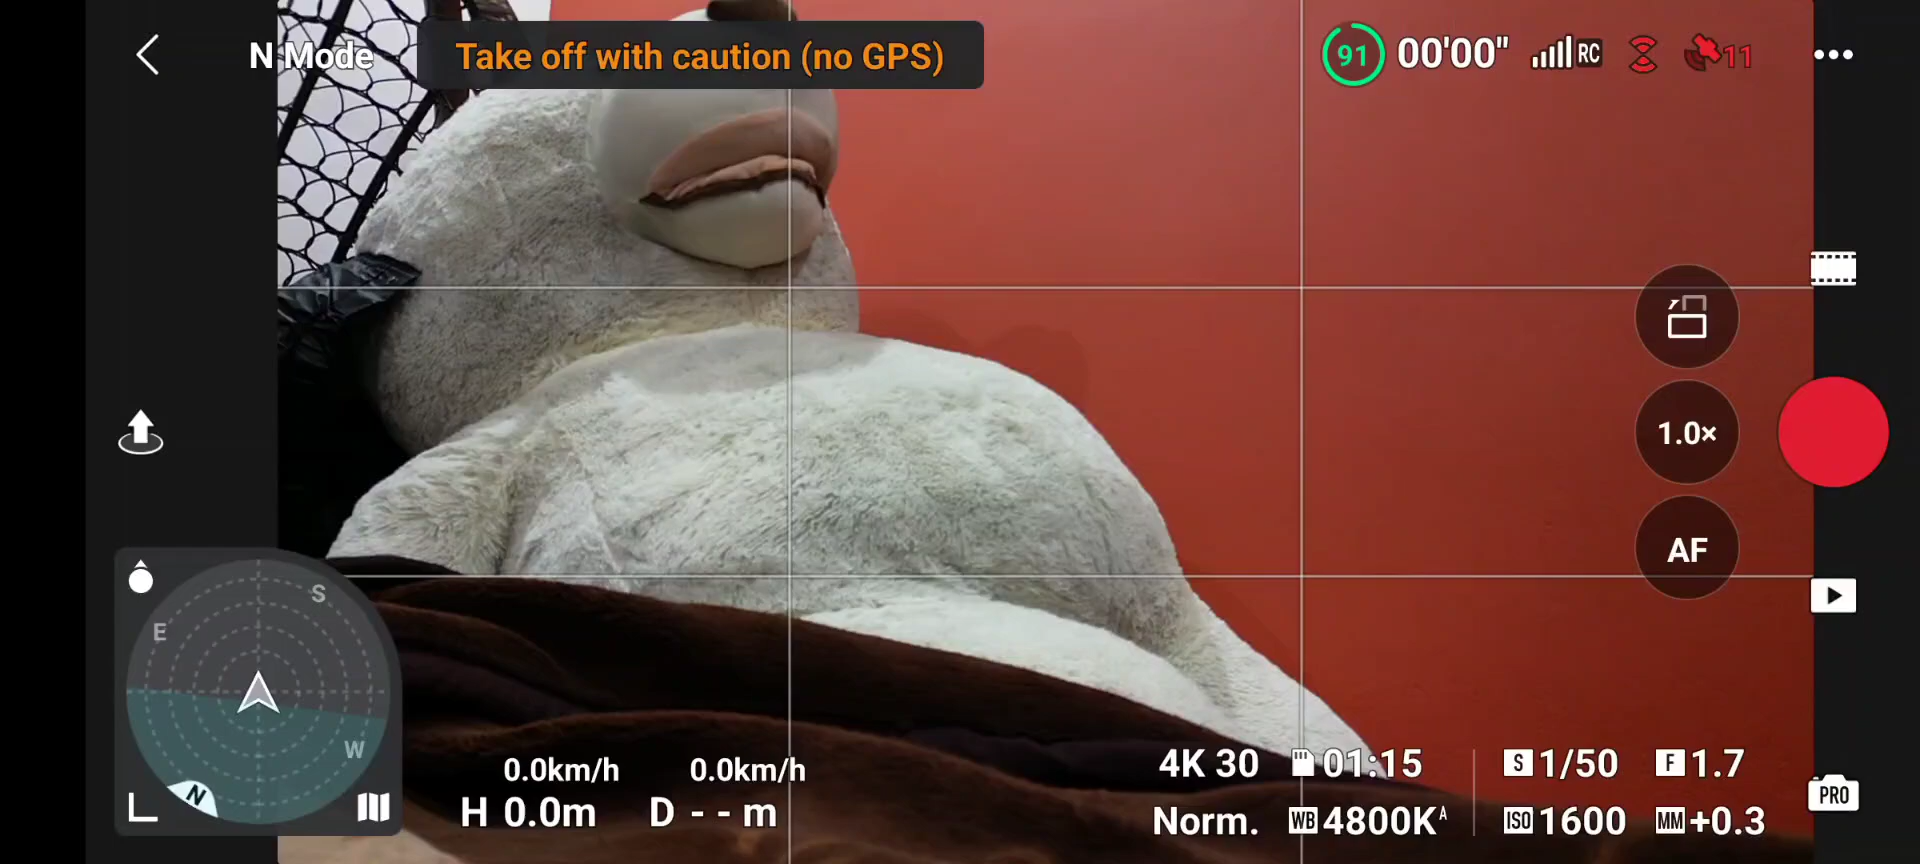 N Mode
Take off with caution (no GPS)
91
00'00"
RC
11
1.0×
AF
S
E
W
N
0.0km/h
0.0km/h
H 0.0m
D - - m
4K 30
01:15
S 1/50
F 1.7
Norm.
WB 4800K A
ISO 1600
MM +0.3
PRO